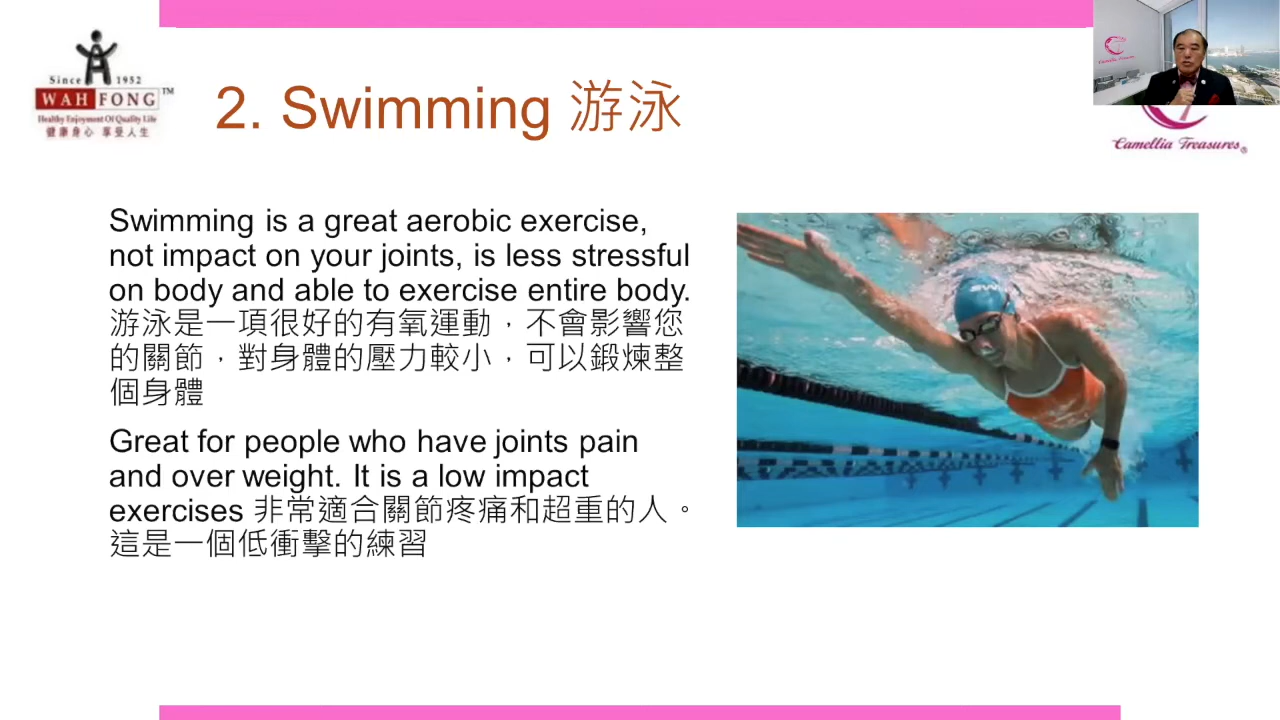 Since 1952
WAH FONG TM
Healthy Enjoyment Of Quality Life
健康身心 享受人生
2. Swimming 游泳
Camellia Treasures
Swimming is a great aerobic exercise,
not impact on your joints, is less stressful
on body and able to exercise entire body.
游泳是一項很好的有氧運動，不會影響您
的關節，對身體的壓力較小，可以鍛煉整
個身體
Great for people who have joints pain
and over weight. It is a low impact
exercises 非常適合關節疼痛和超重的人。
這是一個低衝擊的練習